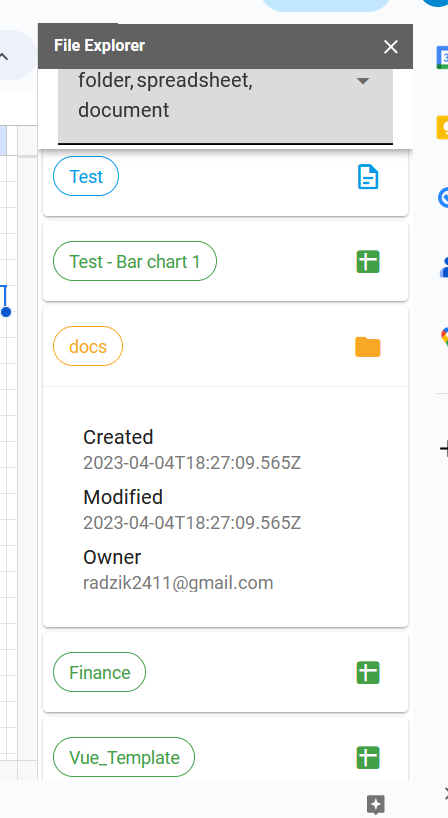 File Explorer
folder, spreadsheet,
document
Test
Test - Bar chart 1
docs
Created
2023-04-04T18:27:09.565Z
Modified
2023-04-04T18:27:09.565Z
Owner
radzik2411@gmail.com
Finance
Vue_Template